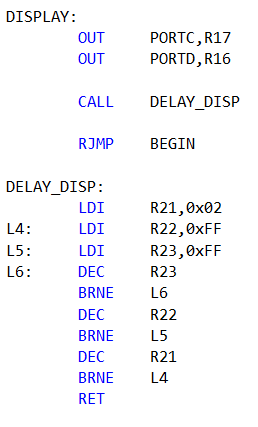 DISPLAY:
OUT PORTC,R17
OUT PORTD,R16
CALL DELAY_DISP
RJMP BEGIN
DELAY_DISP:
LDI R21,0x02
L4: LDI R22,0xFF
L5: LDI R23,0xFF
L6: DEC R23
BRNE L6
DEC R22
BRNE L5
DEC R21
BRNE L4
RET